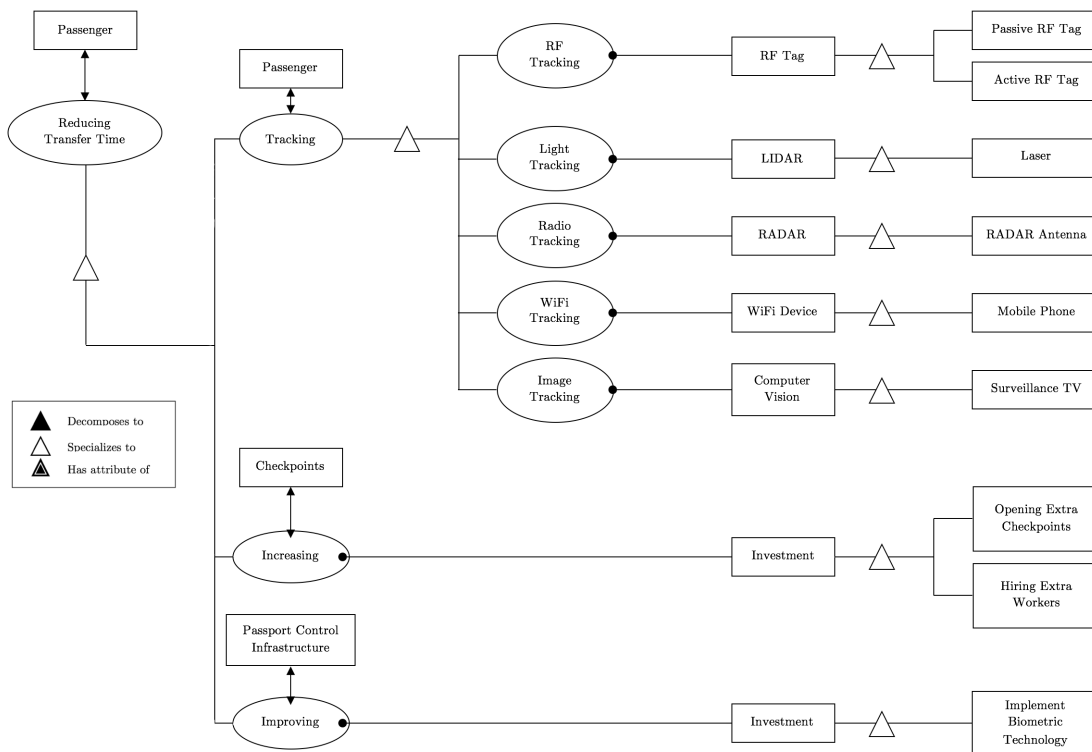 Passenger
Reducing
Transfer Time
Passenger
Tracking
RF
Tracking
RF Tag
Passive RF Tag
Active RF Tag
Light
Tracking
LIDAR
Laser
Radio
Tracking
RADAR
RADAR Antenna
WiFi
Tracking
WiFi Device
Mobile Phone
Image
Tracking
Computer
Vision
Surveillance TV
Decomposes to
Specializes to
Has attribute of
Checkpoints
Increasing
Investment
Opening Extra
Checkpoints
Hiring Extra
Workers
Passport Control
Infrastructure
Improving
Investment
Implement
Biometric
Technology